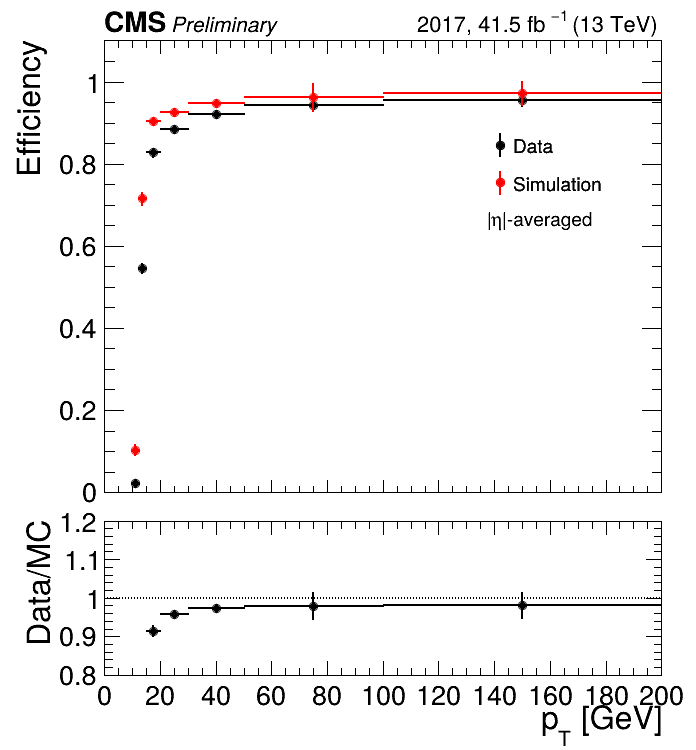 CMS Preliminary 2017, 41.5 fb⁻¹ (13 TeV)
Efficiency
1
0.8
0.6
0.4
0.2
0
Data
Simulation
|η|-averaged
Data/MC
1.2
1.1
1
0.9
0.8
0 20 40 60 80 100 120 140 160 180 200
p_T [GeV]